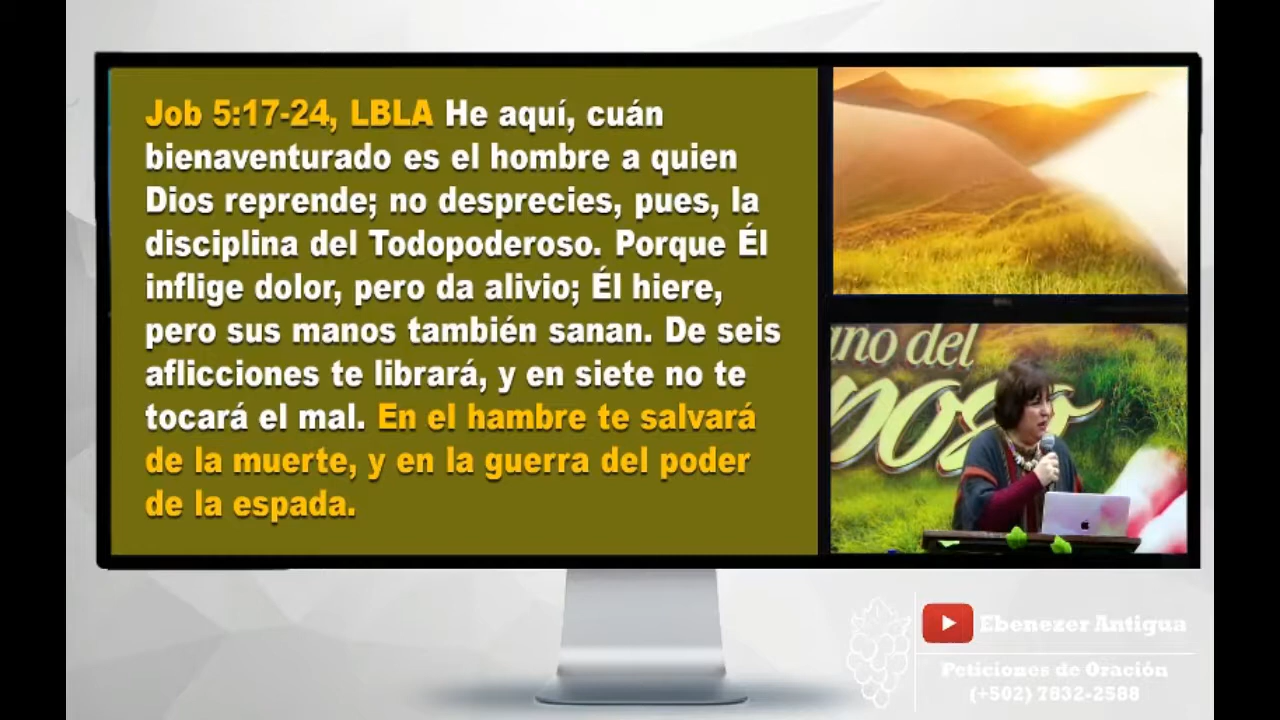 Job 5:17-24, LBLA He aquí, cuán
bienaventurado es el hombre a quien
Dios reprende; no desprecies, pues, la
disciplina del Todopoderoso. Porque Él
inflige dolor, pero da alivio; Él hiere,
pero sus manos también sanan. De seis
aflicciones te librará, y en siete no te
tocará el mal. En el hambre te salvará
de la muerte, y en la guerra del poder
de la espada.
ano del
poso
Ebenezer Antigua
Peticiones de Oración
(+502) 7832-2588